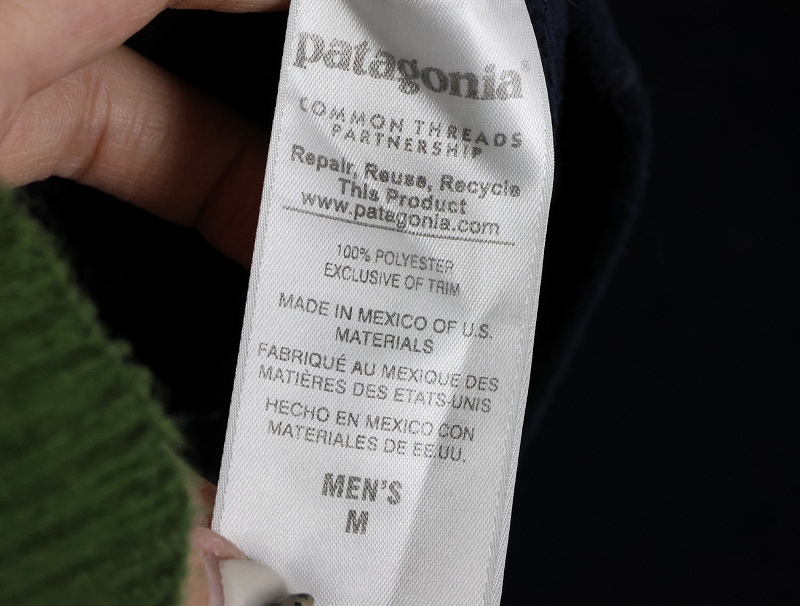 patagonia®
COMMON THREADS
PARTNERSHIP
Repair, Reuse, Recycle
This Product
www.patagonia.com
100% POLYESTER
EXCLUSIVE OF TRIM
MADE IN MEXICO OF U.S.
MATERIALS
FABRIQUÉ AU MEXIQUE DES
MATIÈRES DES ETATS-UNIS
HECHO EN MEXICO CON
MATERIALES DE EE.UU.
MEN'S
M